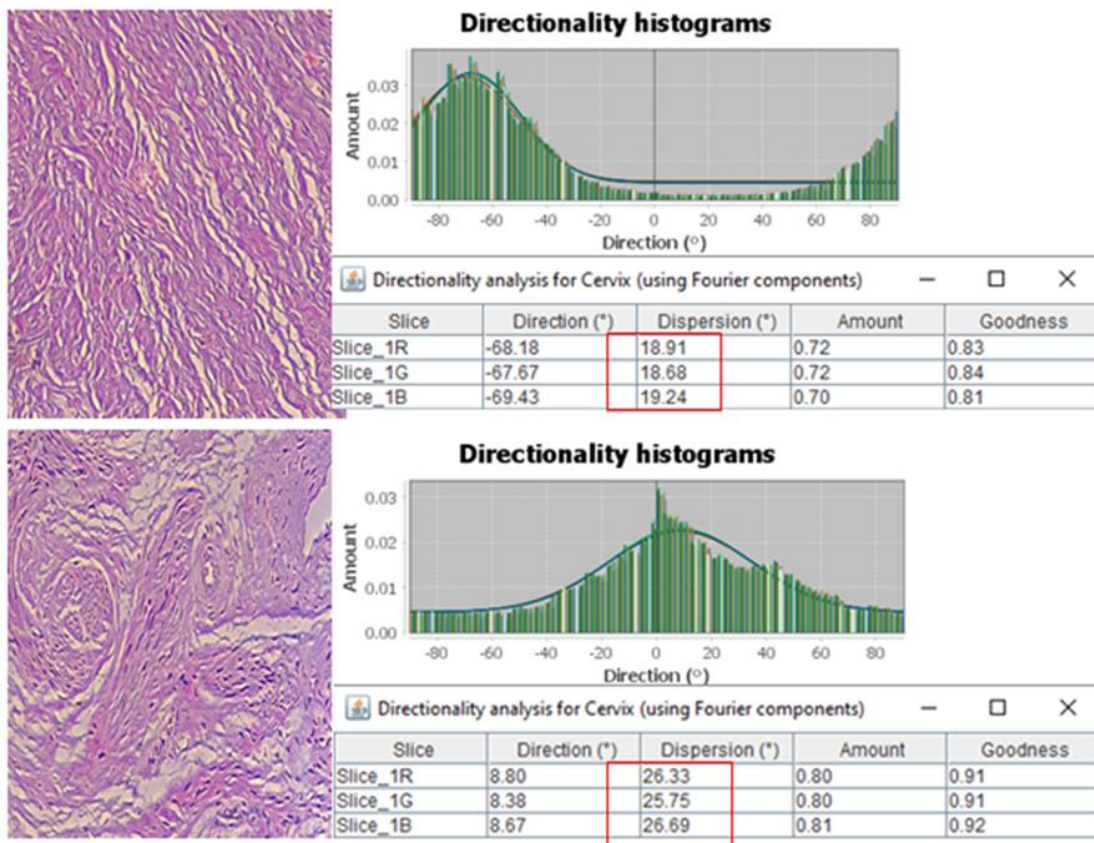 Directionality histograms
0.03
0.02
0.01
0.00
Amount
-80 -60 -40 -20 0 20 40 60 80
Direction (°)
Directionality analysis for Cervix (using Fourier components)
Slice Direction (°) Dispersion (°) Amount Goodness
Slice_1R -68.18 18.91 0.72 0.83
Slice_1G -67.67 18.68 0.72 0.84
Slice_1B -69.43 19.24 0.70 0.81
Directionality histograms
0.03
0.02
0.01
0.00
Amount
-80 -60 -40 -20 0 20 40 60 80
Direction (°)
Directionality analysis for Cervix (using Fourier components)
Slice Direction (°) Dispersion (°) Amount Goodness
Slice_1R 8.80 26.33 0.80 0.91
Slice_1G 8.38 25.75 0.80 0.91
Slice_1B 8.67 26.69 0.81 0.92